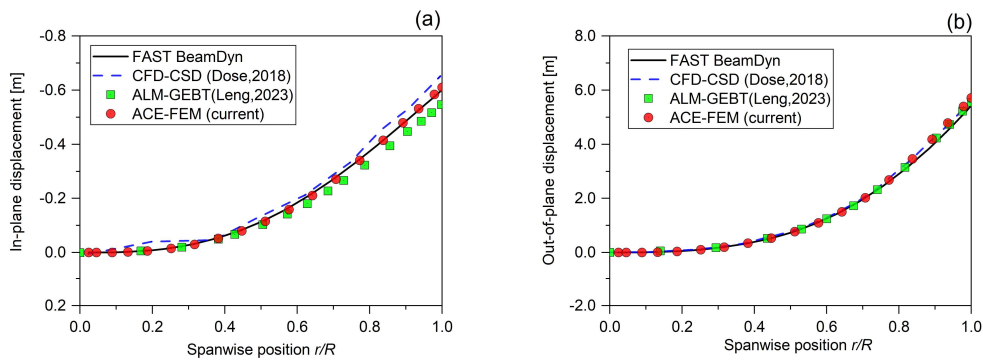 (a)
-0.8
-0.6
-0.4
-0.2
0.0
0.2
In-plane displacement [m]
FAST BeamDyn
CFD-CSD (Dose,2018)
ALM-GEBT(Leng,2023)
ACE-FEM (current)
0.0 0.2 0.4 0.6 0.8 1.0
Spanwise position r/R
(b)
8.0
6.0
4.0
2.0
0.0
-2.0
Out-of-plane displacement [m]
FAST BeamDyn
CFD-CSD (Dose,2018)
ALM-GEBT(Leng,2023)
ACE-FEM (current)
0.0 0.2 0.4 0.6 0.8 1.0
Spanwise position r/R